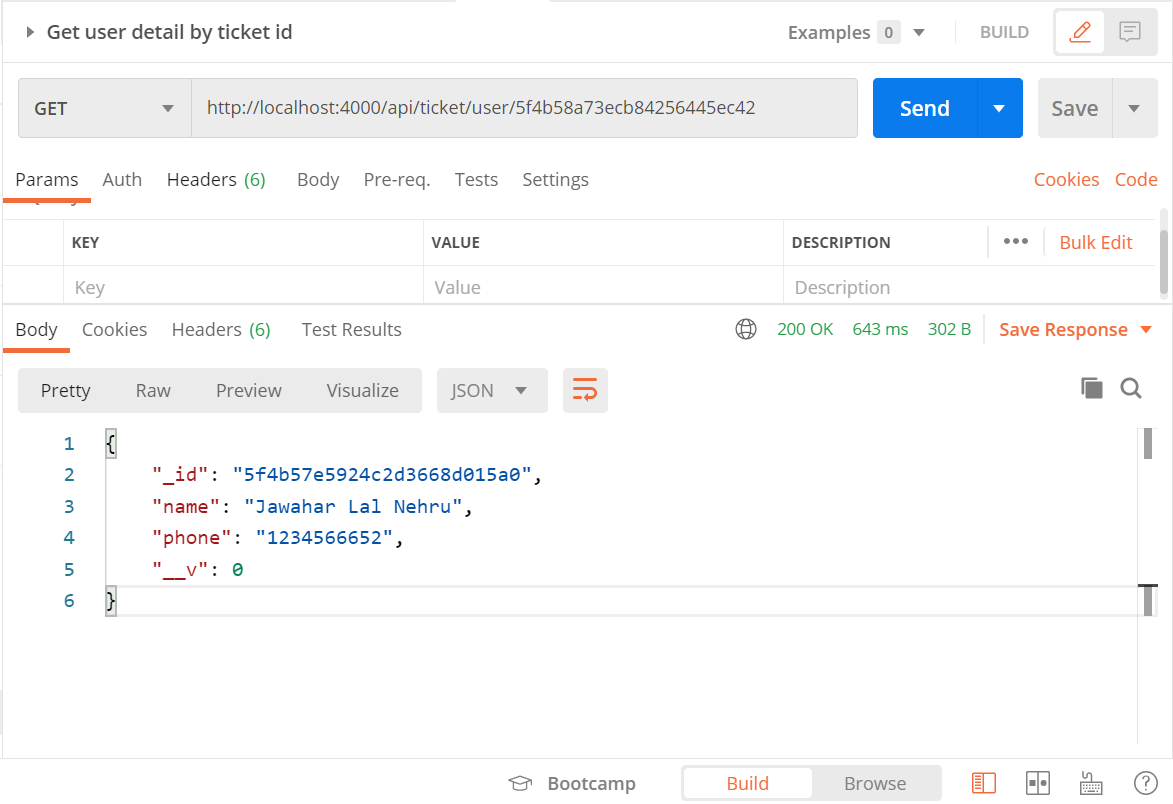 Get user detail by ticket id Examples 0 BUILD
GET http://localhost:4000/api/ticket/user/5f4b58a73ecb84256445ec42 Send Save
Params Auth Headers (6) Body Pre-req. Tests Settings Cookies Code
KEY VALUE DESCRIPTION ••• Bulk Edit
Key Value Description
Body Cookies Headers (6) Test Results 200 OK 643 ms 302 B Save Response
Pretty Raw Preview Visualize JSON
1 {
2 "_id": "5f4b57e5924c2d3668d015a0",
3 "name": "Jawahar Lal Nehru",
4 "phone": "1234566652",
5 "__v": 0
6 }
Bootcamp Build Browse ?